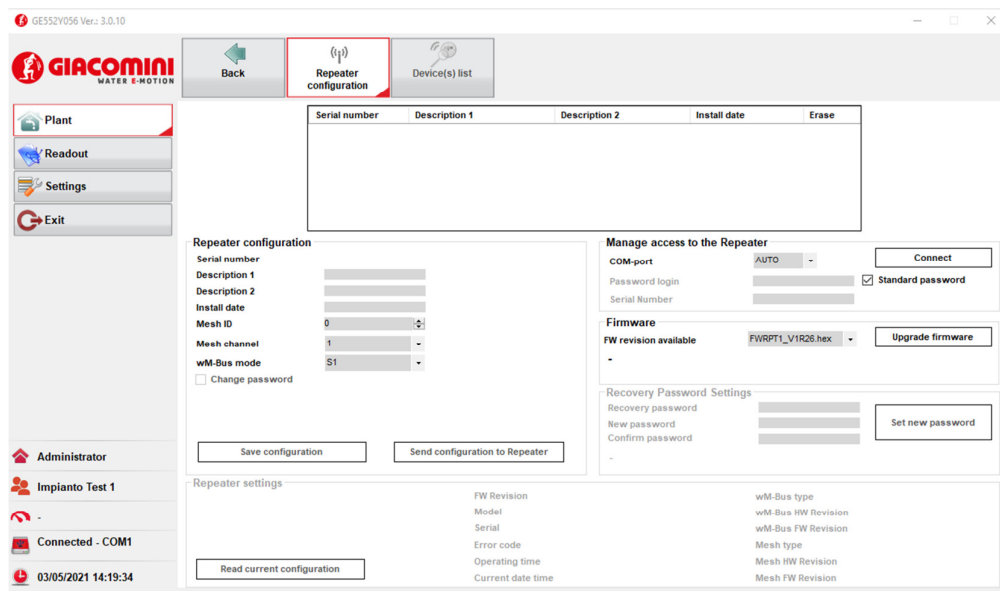 GE552Y056 Ver.: 3.0.10
GIACOMINI
WATER E-MOTION
Back
Repeater configuration
Device(s) list
Plant
Readout
Settings
Exit
Serial number Description 1 Description 2 Install date Erase
Repeater configuration
Serial number
Description 1
Description 2
Install date
Mesh ID 0
Mesh channel 1
wM-Bus mode S1
Change password
Save configuration
Send configuration to Repeater
Manage access to the Repeater
COM-port AUTO Connect
Password login Standard password
Serial Number
Firmware
FW revision available FWRPT1_V1R26.hex Upgrade firmware
-
Recovery Password Settings
Recovery password
New password Set new password
Confirm password
-
Administrator
Impianto Test 1
-
Connected - COM1
03/05/2021 14:19:34
Repeater settings
FW Revision wM-Bus type
Model wM-Bus HW Revision
Serial wM-Bus FW Revision
Error code Mesh type
Operating time Mesh HW Revision
Current date time Mesh FW Revision
Read current configuration